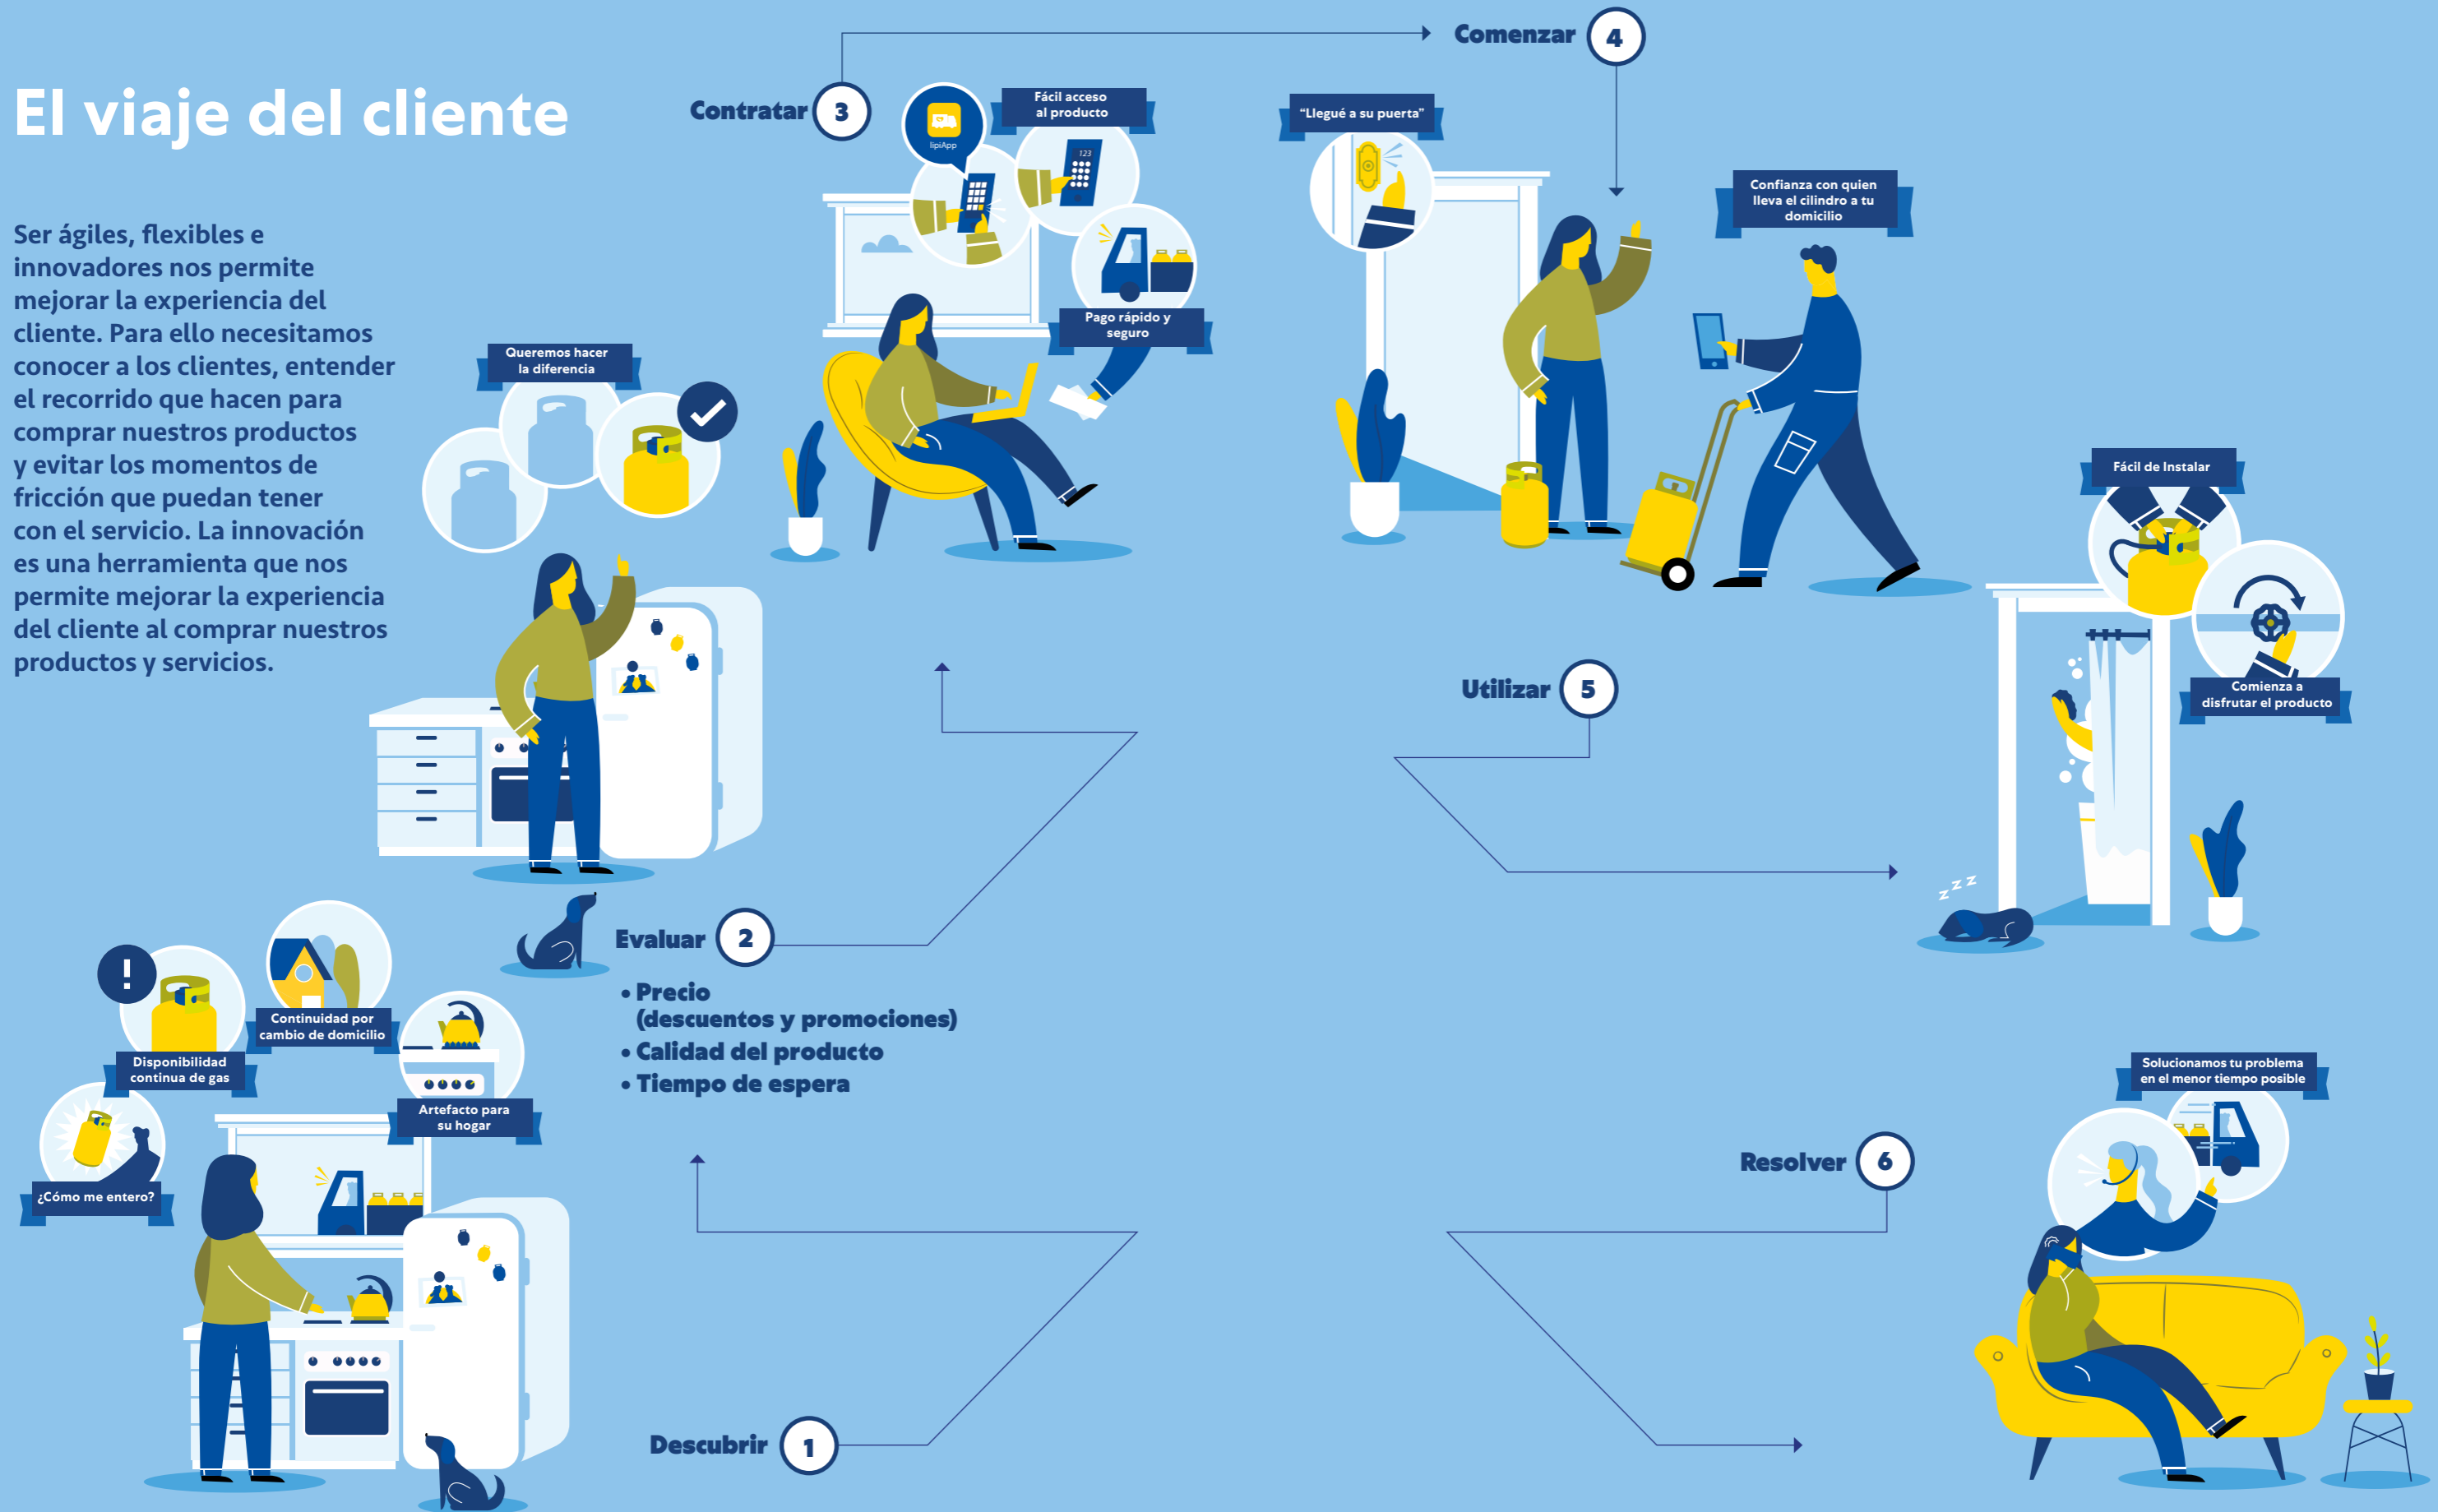 El viaje del cliente
Ser ágiles, flexibles e
innovadores nos permite
mejorar la experiencia del
cliente. Para ello necesitamos
conocer a los clientes, entender
el recorrido que hacen para
comprar nuestros productos
y evitar los momentos de
fricción que puedan tener
con el servicio. La innovación
es una herramienta que nos
permite mejorar la experiencia
del cliente al comprar nuestros
productos y servicios.
Descubrir 1
¿Cómo me entero?
Disponibilidad
continua de gas
!
Continuidad por
cambio de domicilio
Artefacto para
su hogar
Evaluar 2
• Precio
(descuentos y promociones)
• Calidad del producto
• Tiempo de espera
Queremos hacer
la diferencia
Contratar 3
lipiApp
Fácil acceso
al producto
123
Pago rápido y
seguro
Comenzar 4
“Llegué a su puerta”
Confianza con quien
lleva el cilindro a tu
domicilio
Utilizar 5
Fácil de Instalar
Comienza a
disfrutar el producto
z z z
Resolver 6
Solucionamos tu problema
en el menor tiempo posible